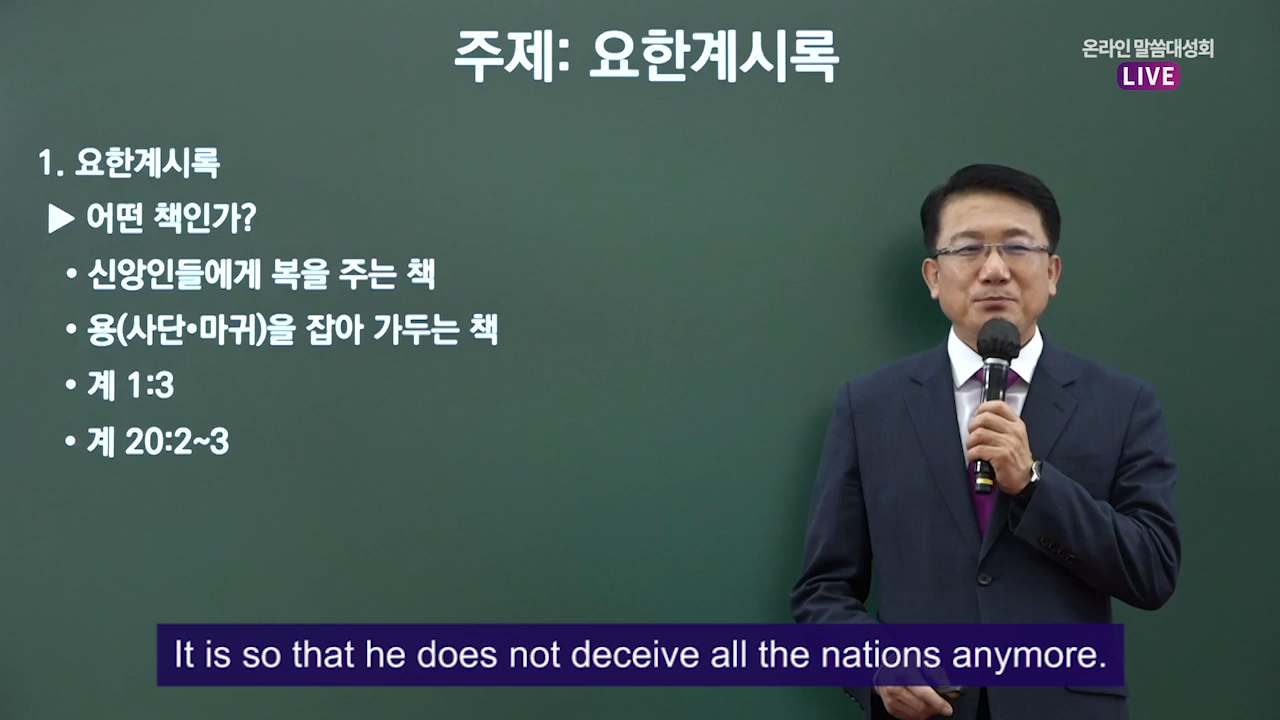 주제: 요한계시록
온라인 말씀대성회
LIVE
1. 요한계시록
▶ 어떤 책인가?
• 신앙인들에게 복을 주는 책
• 용(사단•마귀)을 잡아 가두는 책
• 계 1:3
• 계 20:2~3
It is so that he does not deceive all the nations anymore.